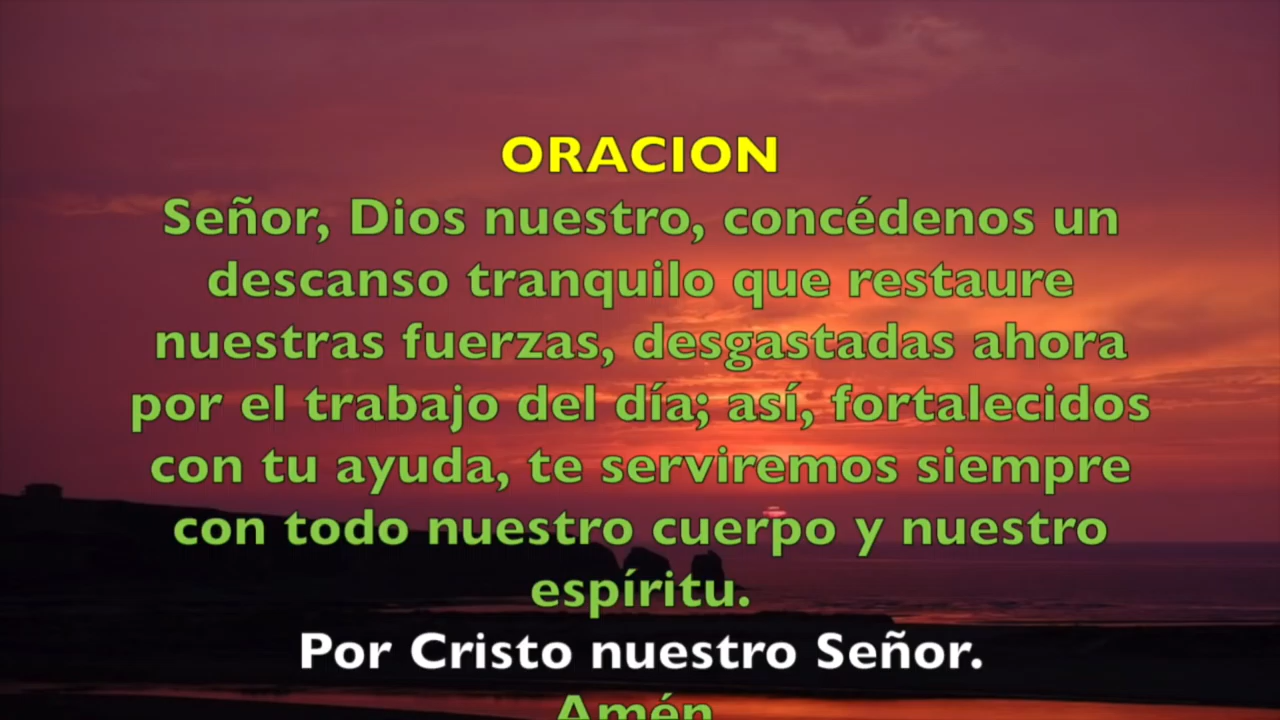 ORACION
Señor, Dios nuestro, concédenos un
descanso tranquilo que restaure
nuestras fuerzas, desgastadas ahora
por el trabajo del día; así, fortalecidos
con tu ayuda, te serviremos siempre
con todo nuestro cuerpo y nuestro
espíritu.
Por Cristo nuestro Señor.
Amén